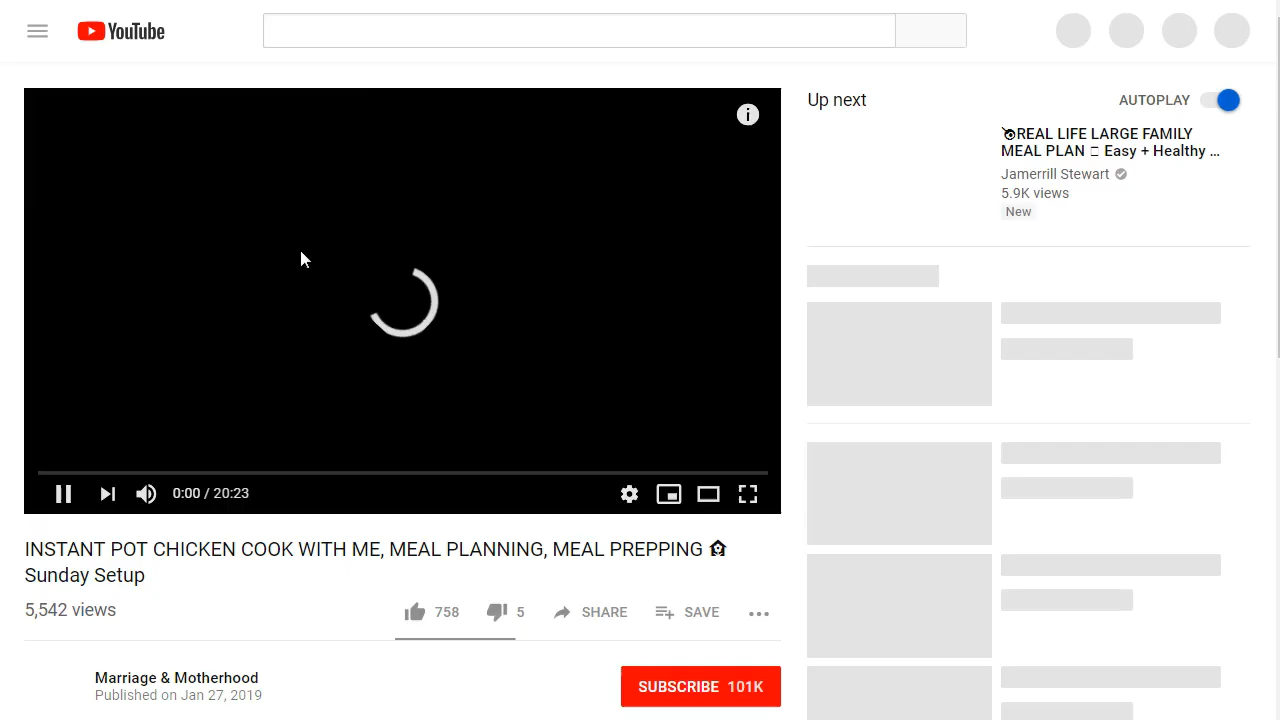 YouTube
Up next
AUTOPLAY
REAL LIFE LARGE FAMILY
MEAL PLAN Easy + Healthy ...
Jamerrill Stewart
5.9K views
New
0:00 / 20:23
INSTANT POT CHICKEN COOK WITH ME, MEAL PLANNING, MEAL PREPPING
Sunday Setup
5,542 views
758
5
SHARE
SAVE
Marriage & Motherhood
Published on Jan 27, 2019
SUBSCRIBE 101K